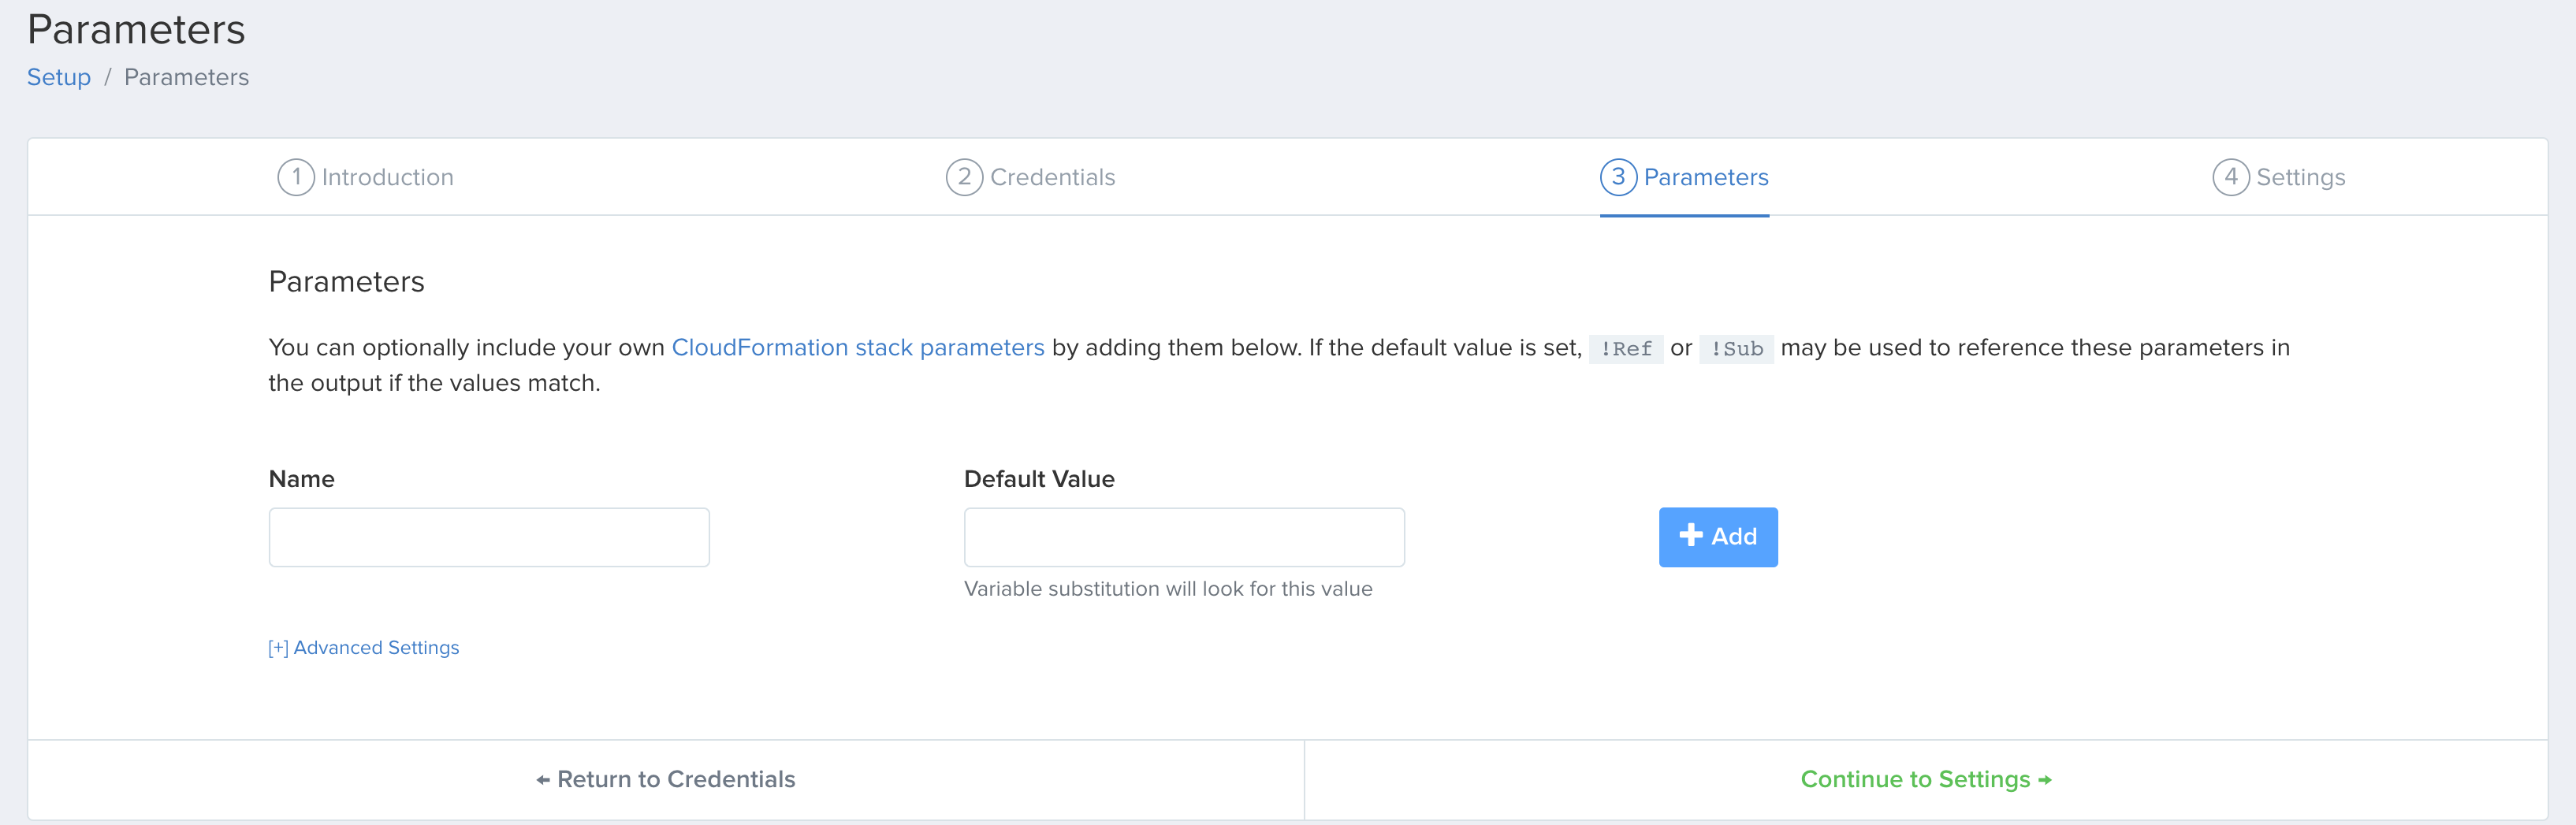 Parameters
Setup / Parameters
1 Introduction
2 Credentials
3 Parameters
4 Settings
Parameters
You can optionally include your own CloudFormation stack parameters by adding them below. If the default value is set, !Ref or !Sub may be used to reference these parameters in
the output if the values match.
Name
Default Value
+ Add
Variable substitution will look for this value
[+] Advanced Settings
← Return to Credentials
Continue to Settings →